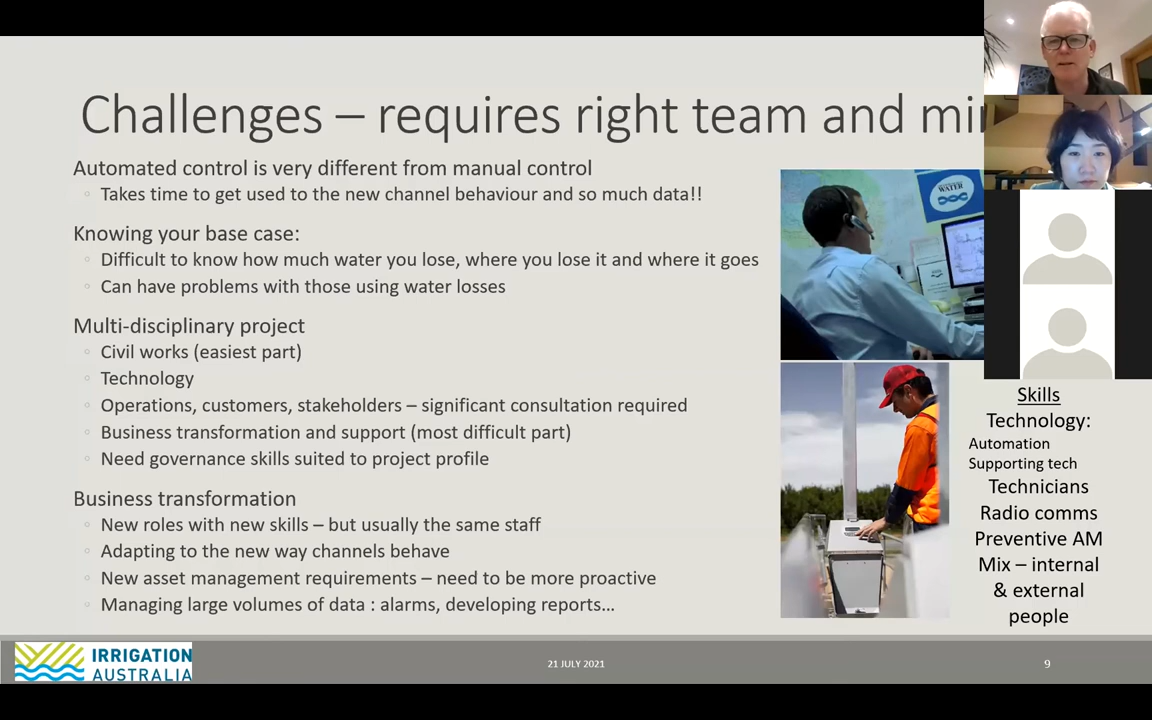 Challenges – requires right team and
Automated control is very different from manual control
◦ Takes time to get used to the new channel behaviour and so much data!!
Knowing your base case:
◦ Difficult to know how much water you lose, where you lose it and where it goes
◦ Can have problems with those using water losses
Multi-disciplinary project
◦ Civil works (easiest part)
◦ Technology
◦ Operations, customers, stakeholders – significant consultation required
◦ Business transformation and support (most difficult part)
◦ Need governance skills suited to project profile
Business transformation
◦ New roles with new skills – but usually the same staff
◦ Adapting to the new way channels behave
◦ New asset management requirements – need to be more proactive
◦ Managing large volumes of data : alarms, developing reports...
WATER
Skills
Technology:
Automation
Supporting tech
Technicians
Radio comms
Preventive AM
Mix – internal
& external
people
IRRIGATION
AUSTRALIA
21 JULY 2021
9